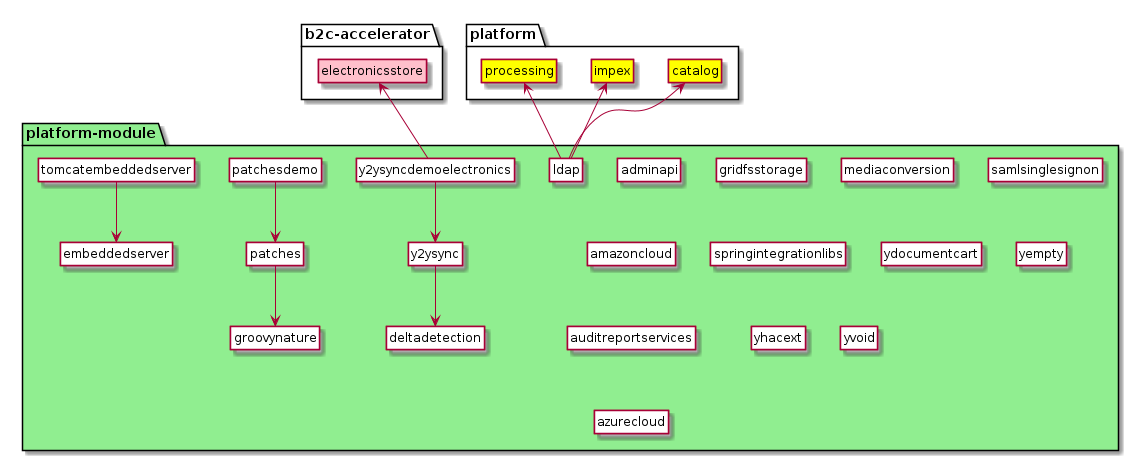 b2c-accelerator
platform
electronicsstore
processing
impex
catalog
platform-module
tomcatembeddedserver
patchesdemo
y2ysyncdemoelectronics
ldap
adminapi
gridfsstorage
mediaconversion
samlsinglesignon
embeddedserver
patches
y2ysync
amazoncloud
springintegrationlibs
ydocumentcart
yempty
groovynature
deltadetection
auditreportservices
yhacext
yvoid
azurecloud